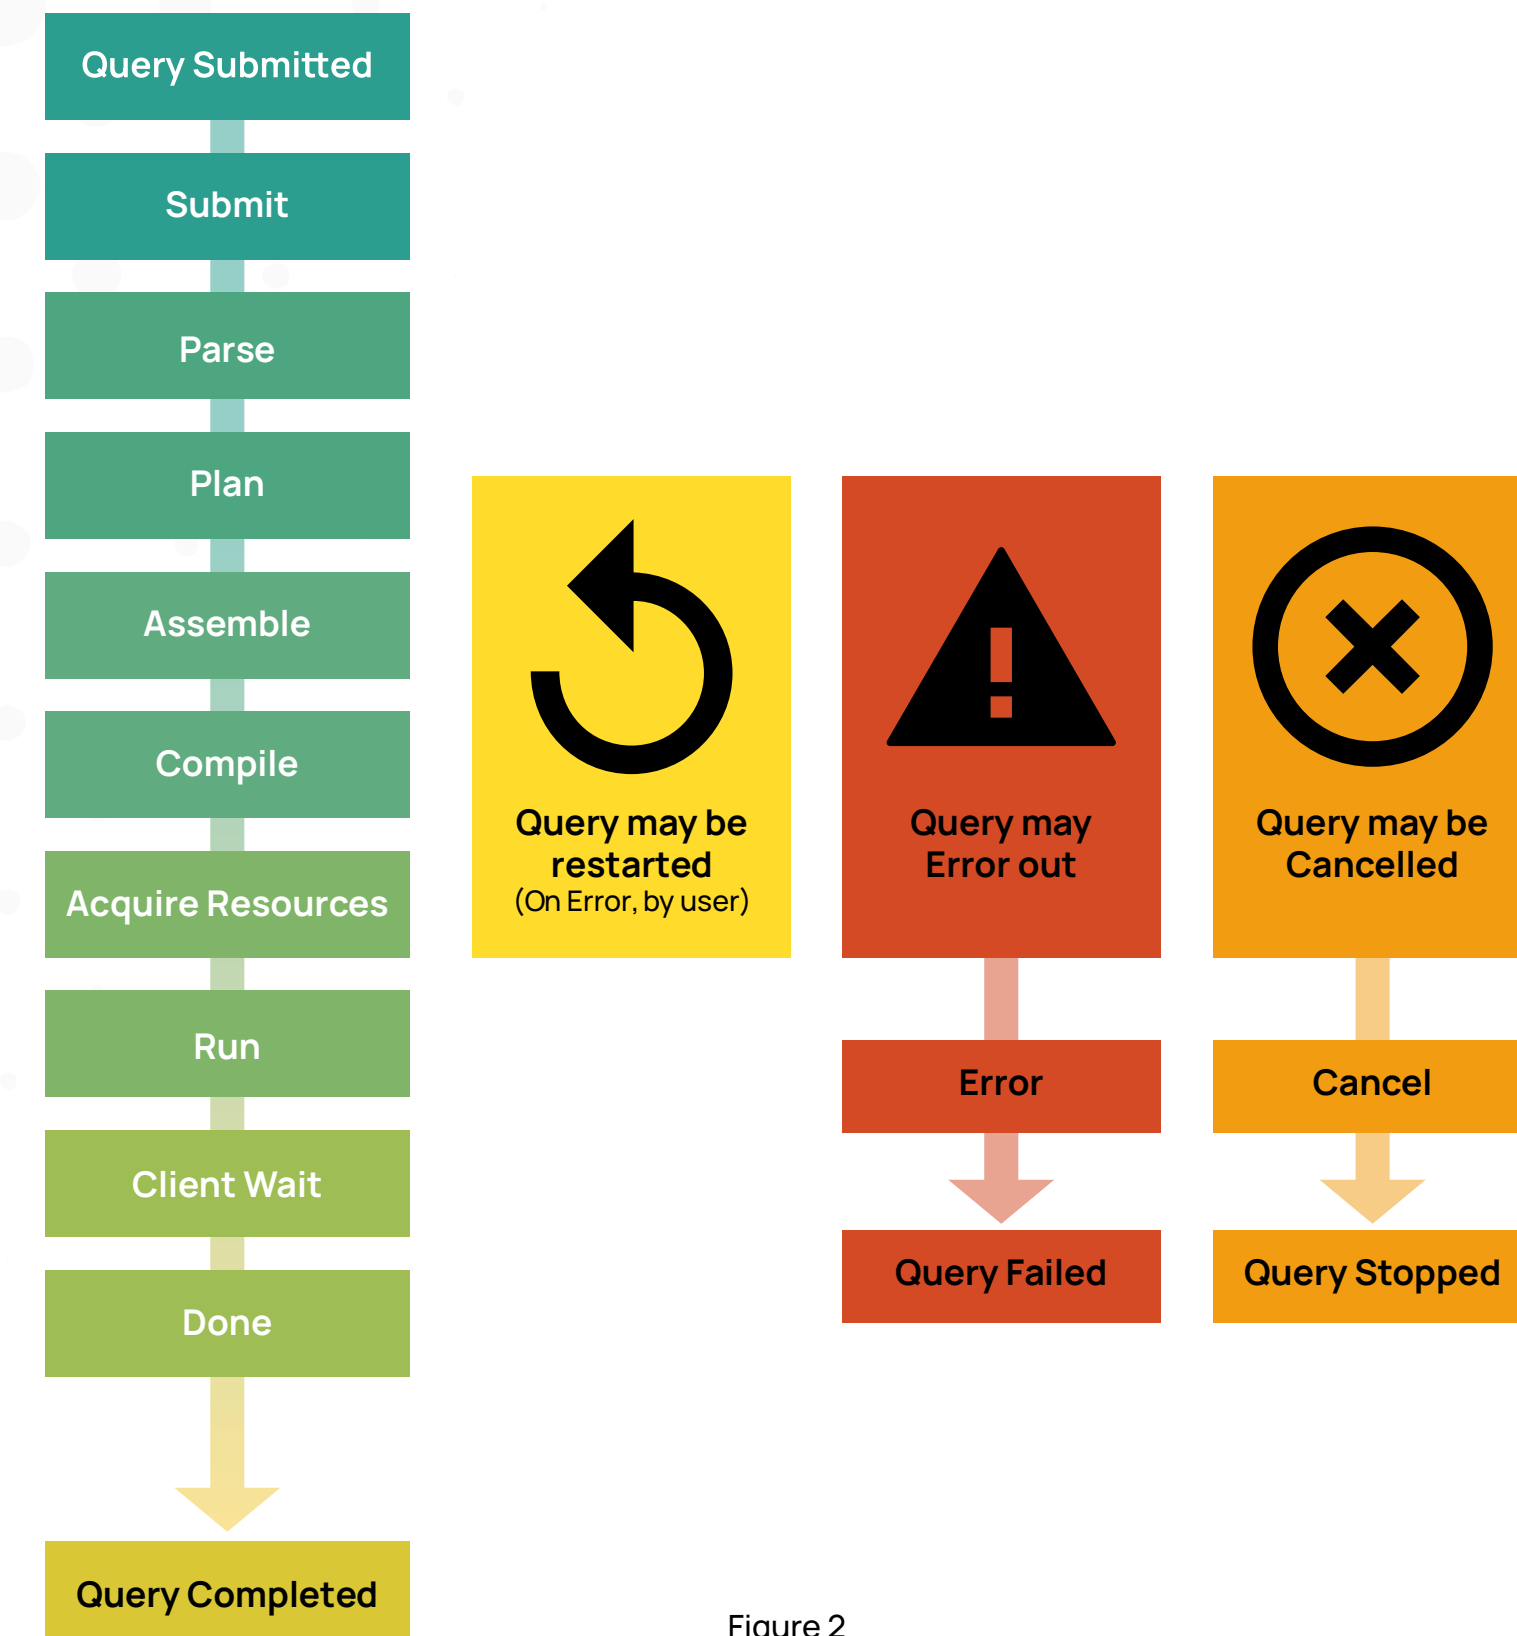 Query Submitted
Submit
Parse
Plan
Assemble
Compile
Acquire Resources
Run
Client Wait
Done
Query Completed
Query may be
restarted
(On Error, by user)
Query may
Error out
Error
Query Failed
Query may be
Cancelled
Cancel
Query Stopped
Figure 2